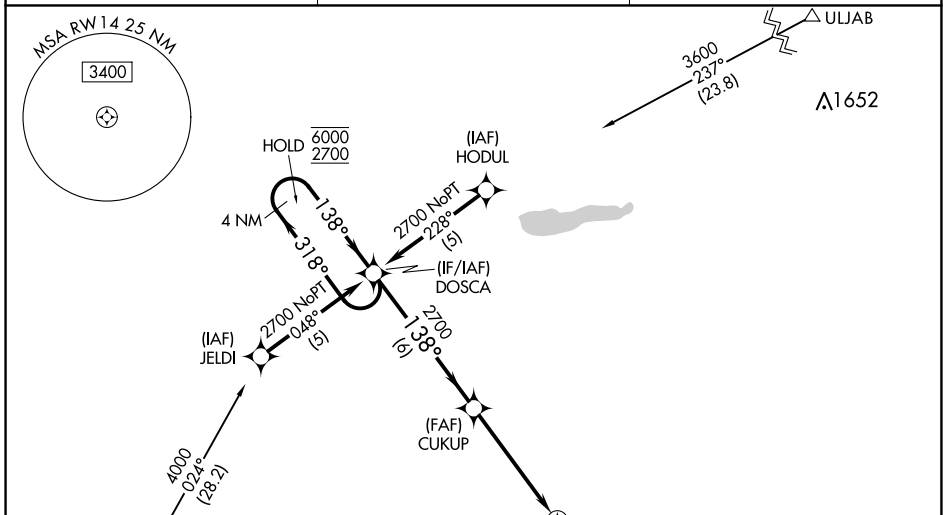 MSA RW14 25 NM
3400
ULJAB
3600
237°
(23.8)
1652
HOLD 6000
2700
(IAF)
HODUL
4 NM
138°
318°
2700 NoPT
228°
(5)
(IF/IAF)
DOSCA
2700 NoPT
048°
(5)
(IAF)
JELDI
2700
138°
(6)
(FAF)
CUKUP
4000
024°
(28.2)